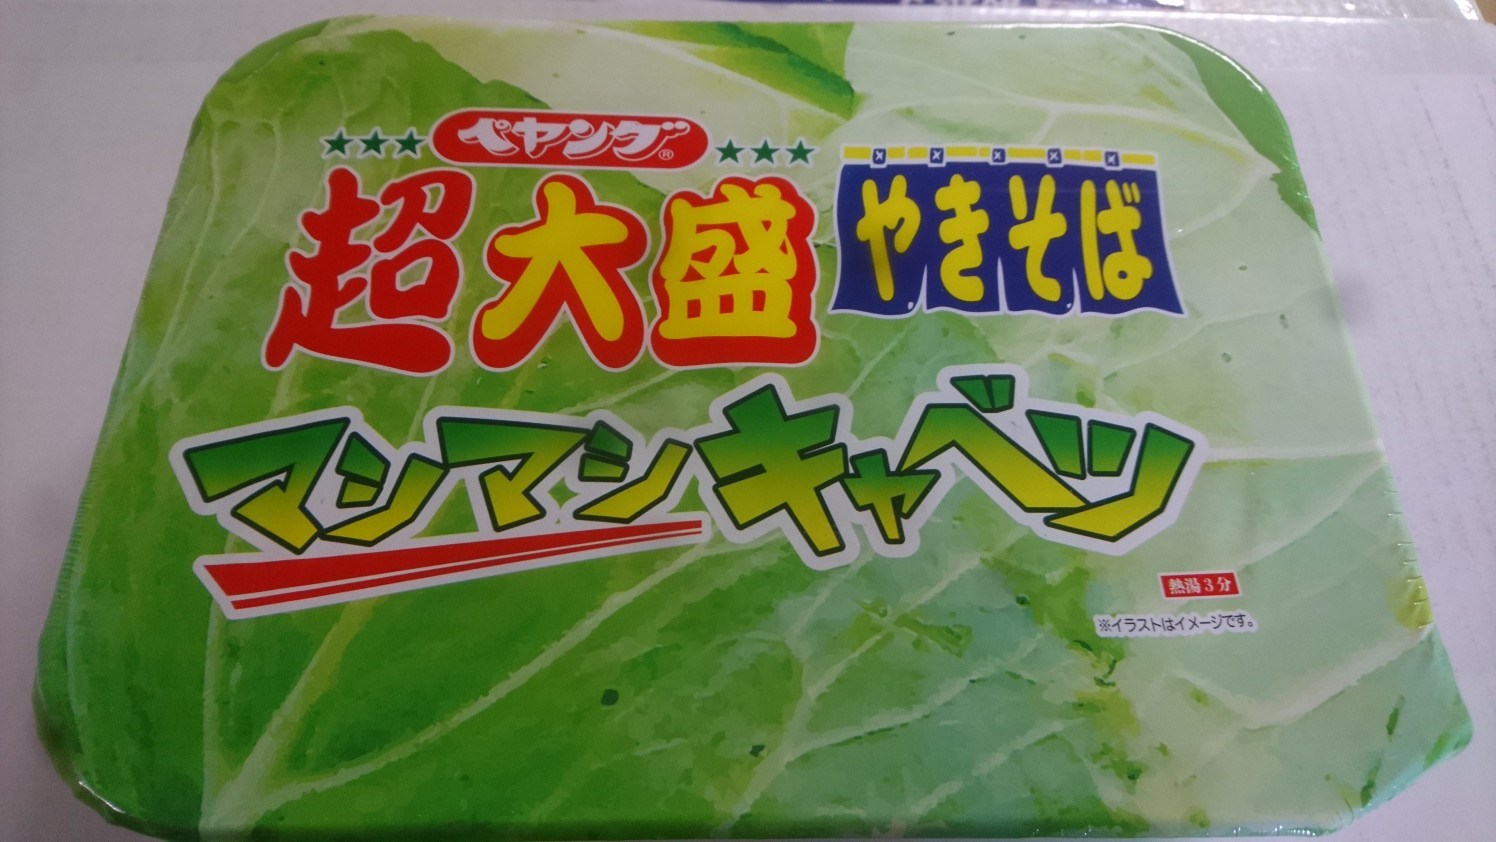 ★★★ペヤング®★★★
超大盛やきそば
マシマシキャベツ
熱湯3分
※イラストはイメージです。